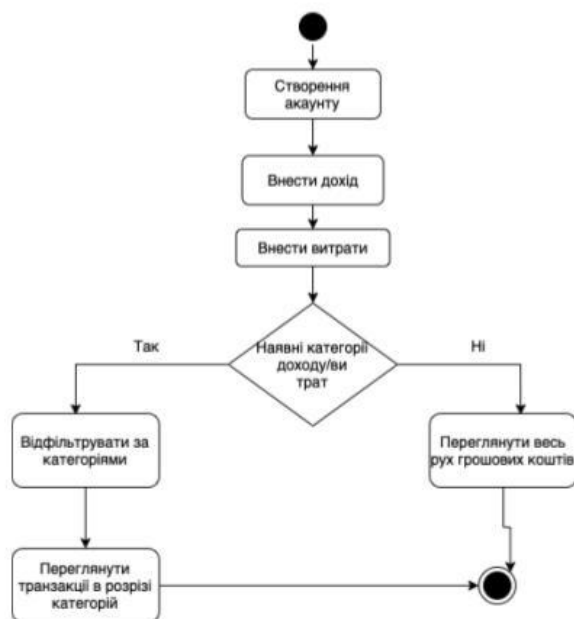 Створення
акаунту
Внести дохід
Внести витрати
Так
Наявні категорії
доходу/ви
трат
Ні
Відфільтрувати за
категоріями
Переглянути весь
рух грошових коштів
Переглянути
транзакції в розрізі
категорій